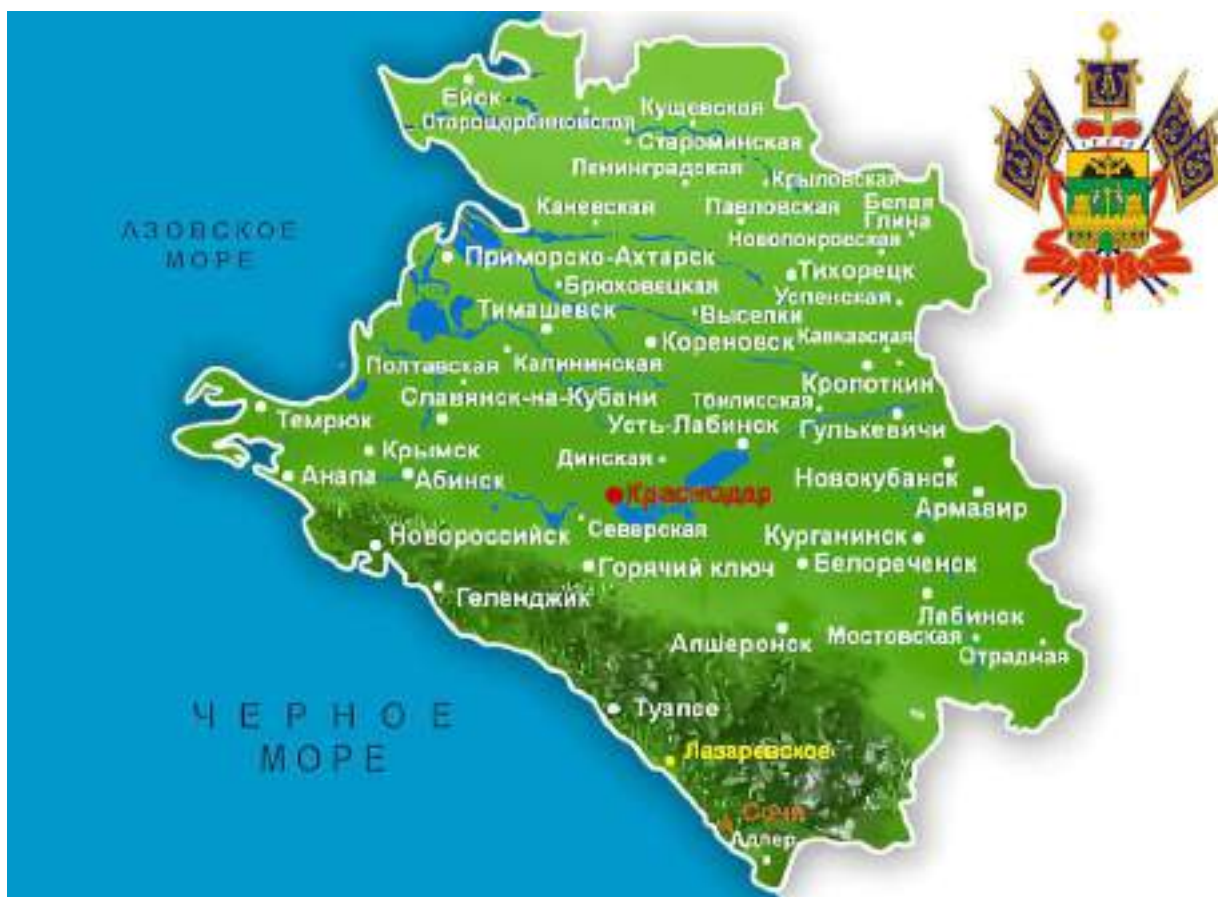 Ейск
Старощербиновская
Кущевская
Староминская
Ленинградская
Крыловская
Каневская
Павловская
Белая
Глина
Новопокровская
АЗОВСКОЕ
МОРЕ
Приморско-Ахтарск
Тихорецк
Брюховецкая
Успенская
Тимашевск
Выселки
Кореновск
Кавказская
Полтавская
Калининская
Кропоткин
Славянск-на-Кубани
Тбилисская
Темрюк
Усть-Лабинск
Гулькевичи
Крымск
Динская
Анапа
Абинск
Новокубанск
Краснодар
Армавир
Новороссийск
Северская
Курганинск
Горячий ключ
Белореченск
Геленджик
Лабинск
Апшеронск
Мостовская
Отрадная
ЧЕРНОЕ
МОРЕ
Туапсе
Лазаревское
Сочи
Адлер